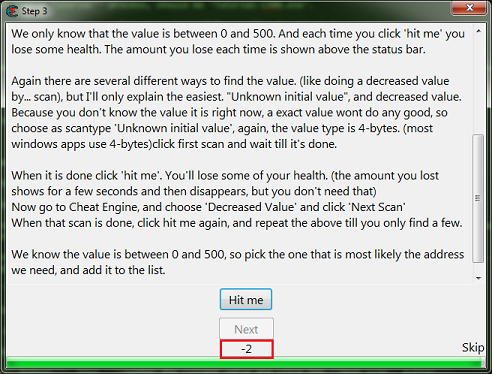 Step 3
We only know that the value is between 0 and 500. And each time you click 'hit me' you
lose some health. The amount you lose each time is shown above the status bar.
Again there are several different ways to find the value. (like doing a decreased value
by... scan), but I'll only explain the easiest. "Unknown initial value", and decreased value.
Because you don't know the value it is right now, a exact value wont do any good, so
choose as scantype 'Unknown initial value', again, the value type is 4-bytes. (most
windows apps use 4-bytes)click first scan and wait till it's done.
When it is done click 'hit me'. You'll lose some of your health. (the amount you lost
shows for a few seconds and then disappears, but you don't need that)
Now go to Cheat Engine, and choose 'Decreased Value' and click 'Next Scan'
When that scan is done, click hit me again, and repeat the above till you only find a few.
We know the value is between 0 and 500, so pick the one that is most likely the address
we need, and add it to the list.
Hit me
Next
-2
Skip